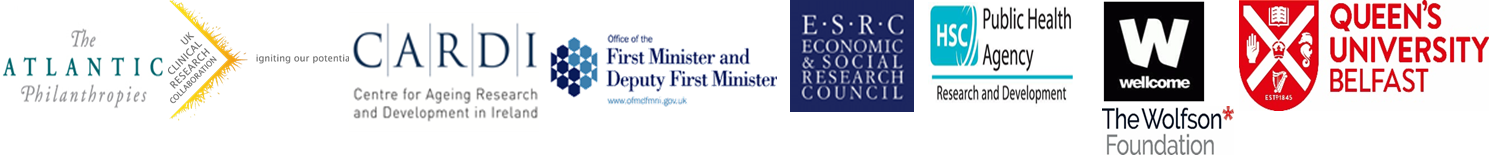 The
ATLANTIC
Philanthropies
UK
CLINICAL
RESEARCH
COLLABORATION
igniting our potentia
C|A|R|D|I
Centre for Ageing Research
and Development in Ireland
Office of the
First Minister and
Deputy First Minister
www.ofmdfmni.gov.uk
E·S·R·C
ECONOMIC
& SOCIAL
RESEARCH
COUNCIL
HSC
Public Health
Agency
Research and Development
W
wellcome
The Wolfson*
Foundation
ESTD1845
QUEEN'S
UNIVERSITY
BELFAST